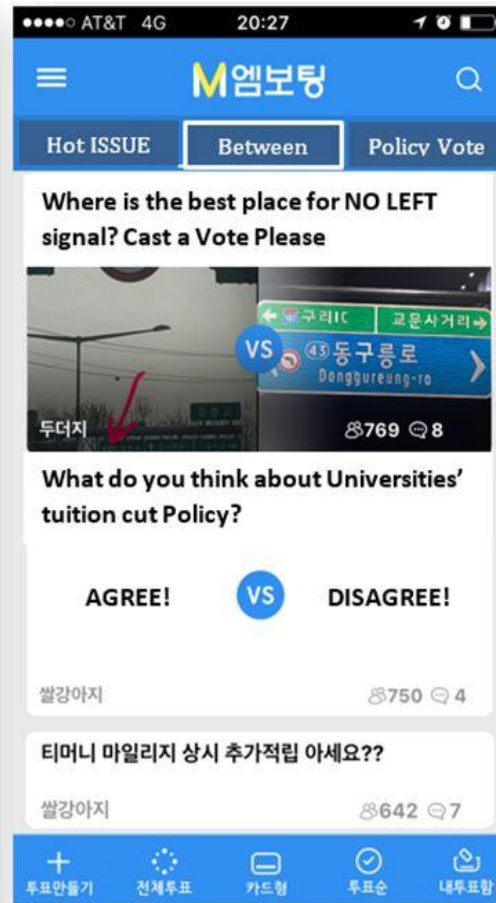 AT&T 4G 20:27
M엠보팅
Hot ISSUE Between Policy Vote
Where is the best place for NO LEFT
signal? Cast a Vote Please
구리IC 교문사거리
VS 43 동구릉로
Donggureung-ro
두더지 769 8
What do you think about Universities’
tuition cut Policy?
AGREE! VS DISAGREE!
쌀강아지 750 4
티머니 마일리지 상시 추가적립 아세요??
쌀강아지 642 7
투표만들기 전체투표 카드형 투표순 내투표함